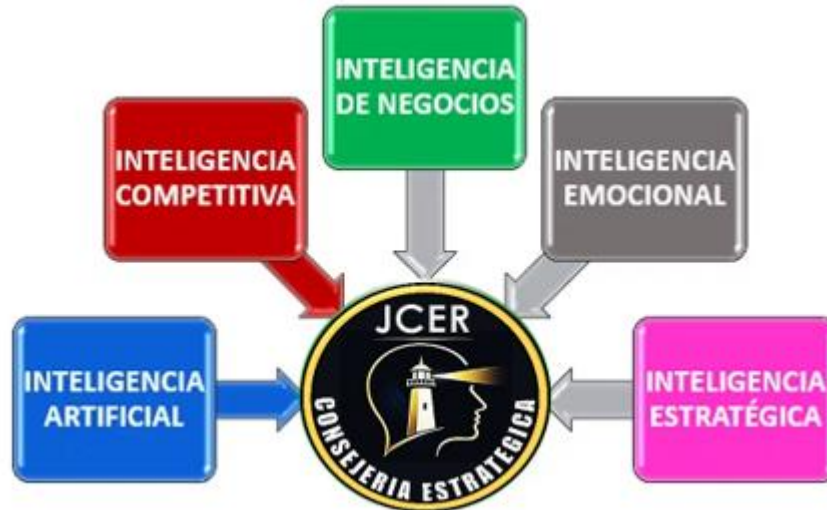 INTELIGENCIA
DE NEGOCIOS
INTELIGENCIA
COMPETITIVA
INTELIGENCIA
EMOCIONAL
INTELIGENCIA
ARTIFICIAL
JCER
CONSEJERIA ESTRATEGICA
INTELIGENCIA
ESTRATÉGICA